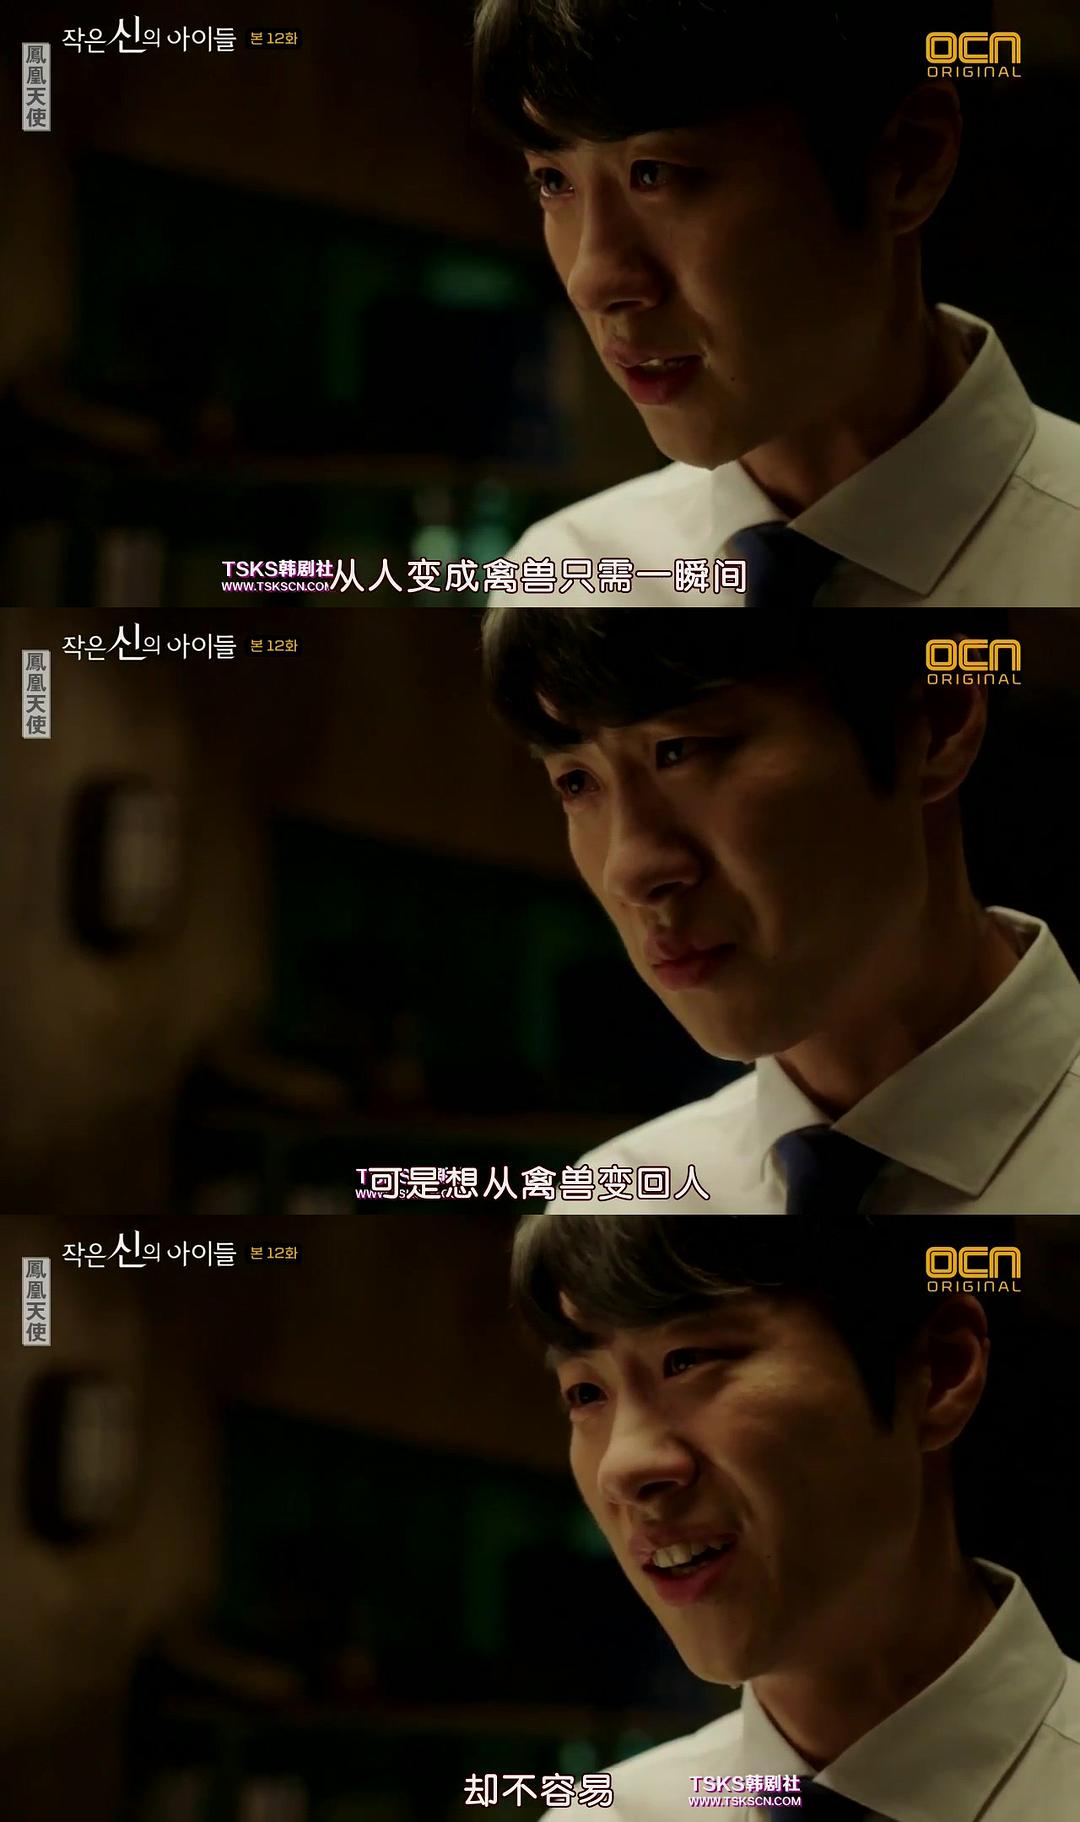 작은 신의 아이들 본 12화
OCN
ORIGINAL
鳳凰天使
TSKS韩剧社
WWW.TSKSCN.COM
从人变成禽兽只需一瞬间
작은 신의 아이들 본 12화
OCN
ORIGINAL
鳳凰天使
可是想从禽兽变回人
작은 신의 아이들 본 12화
OCN
ORIGINAL
鳳凰天使
却不容易
TSKS韩剧社
WWW.TSKSCN.COM